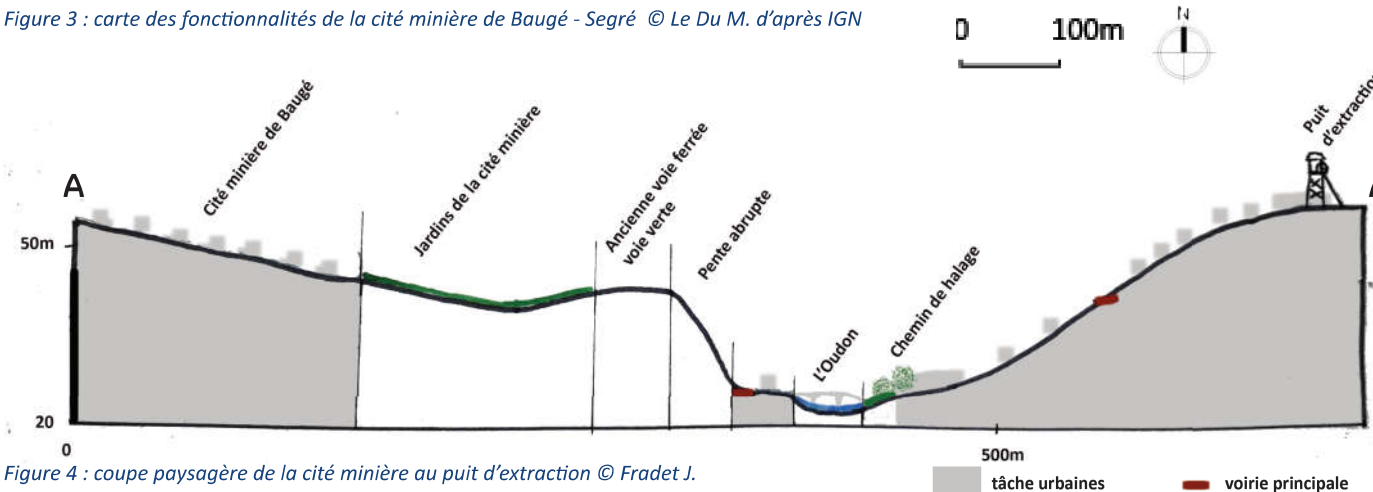 Figure 3 : carte des fonctionnalités de la cité minière de Baugé - Segré © Le Du M. d'après IGN
0 100m
N
A
Cité minière de Baugé
Jardins de la cité minière
Ancienne voie ferrée
voie verte
Pente abrupte
L'Oudon
Chemin de halage
Puit
d'extraction
50m
20
0
500m
Figure 4 : coupe paysagère de la cité minière au puit d'extraction © Fradet J.
tâche urbaines
voirie principale